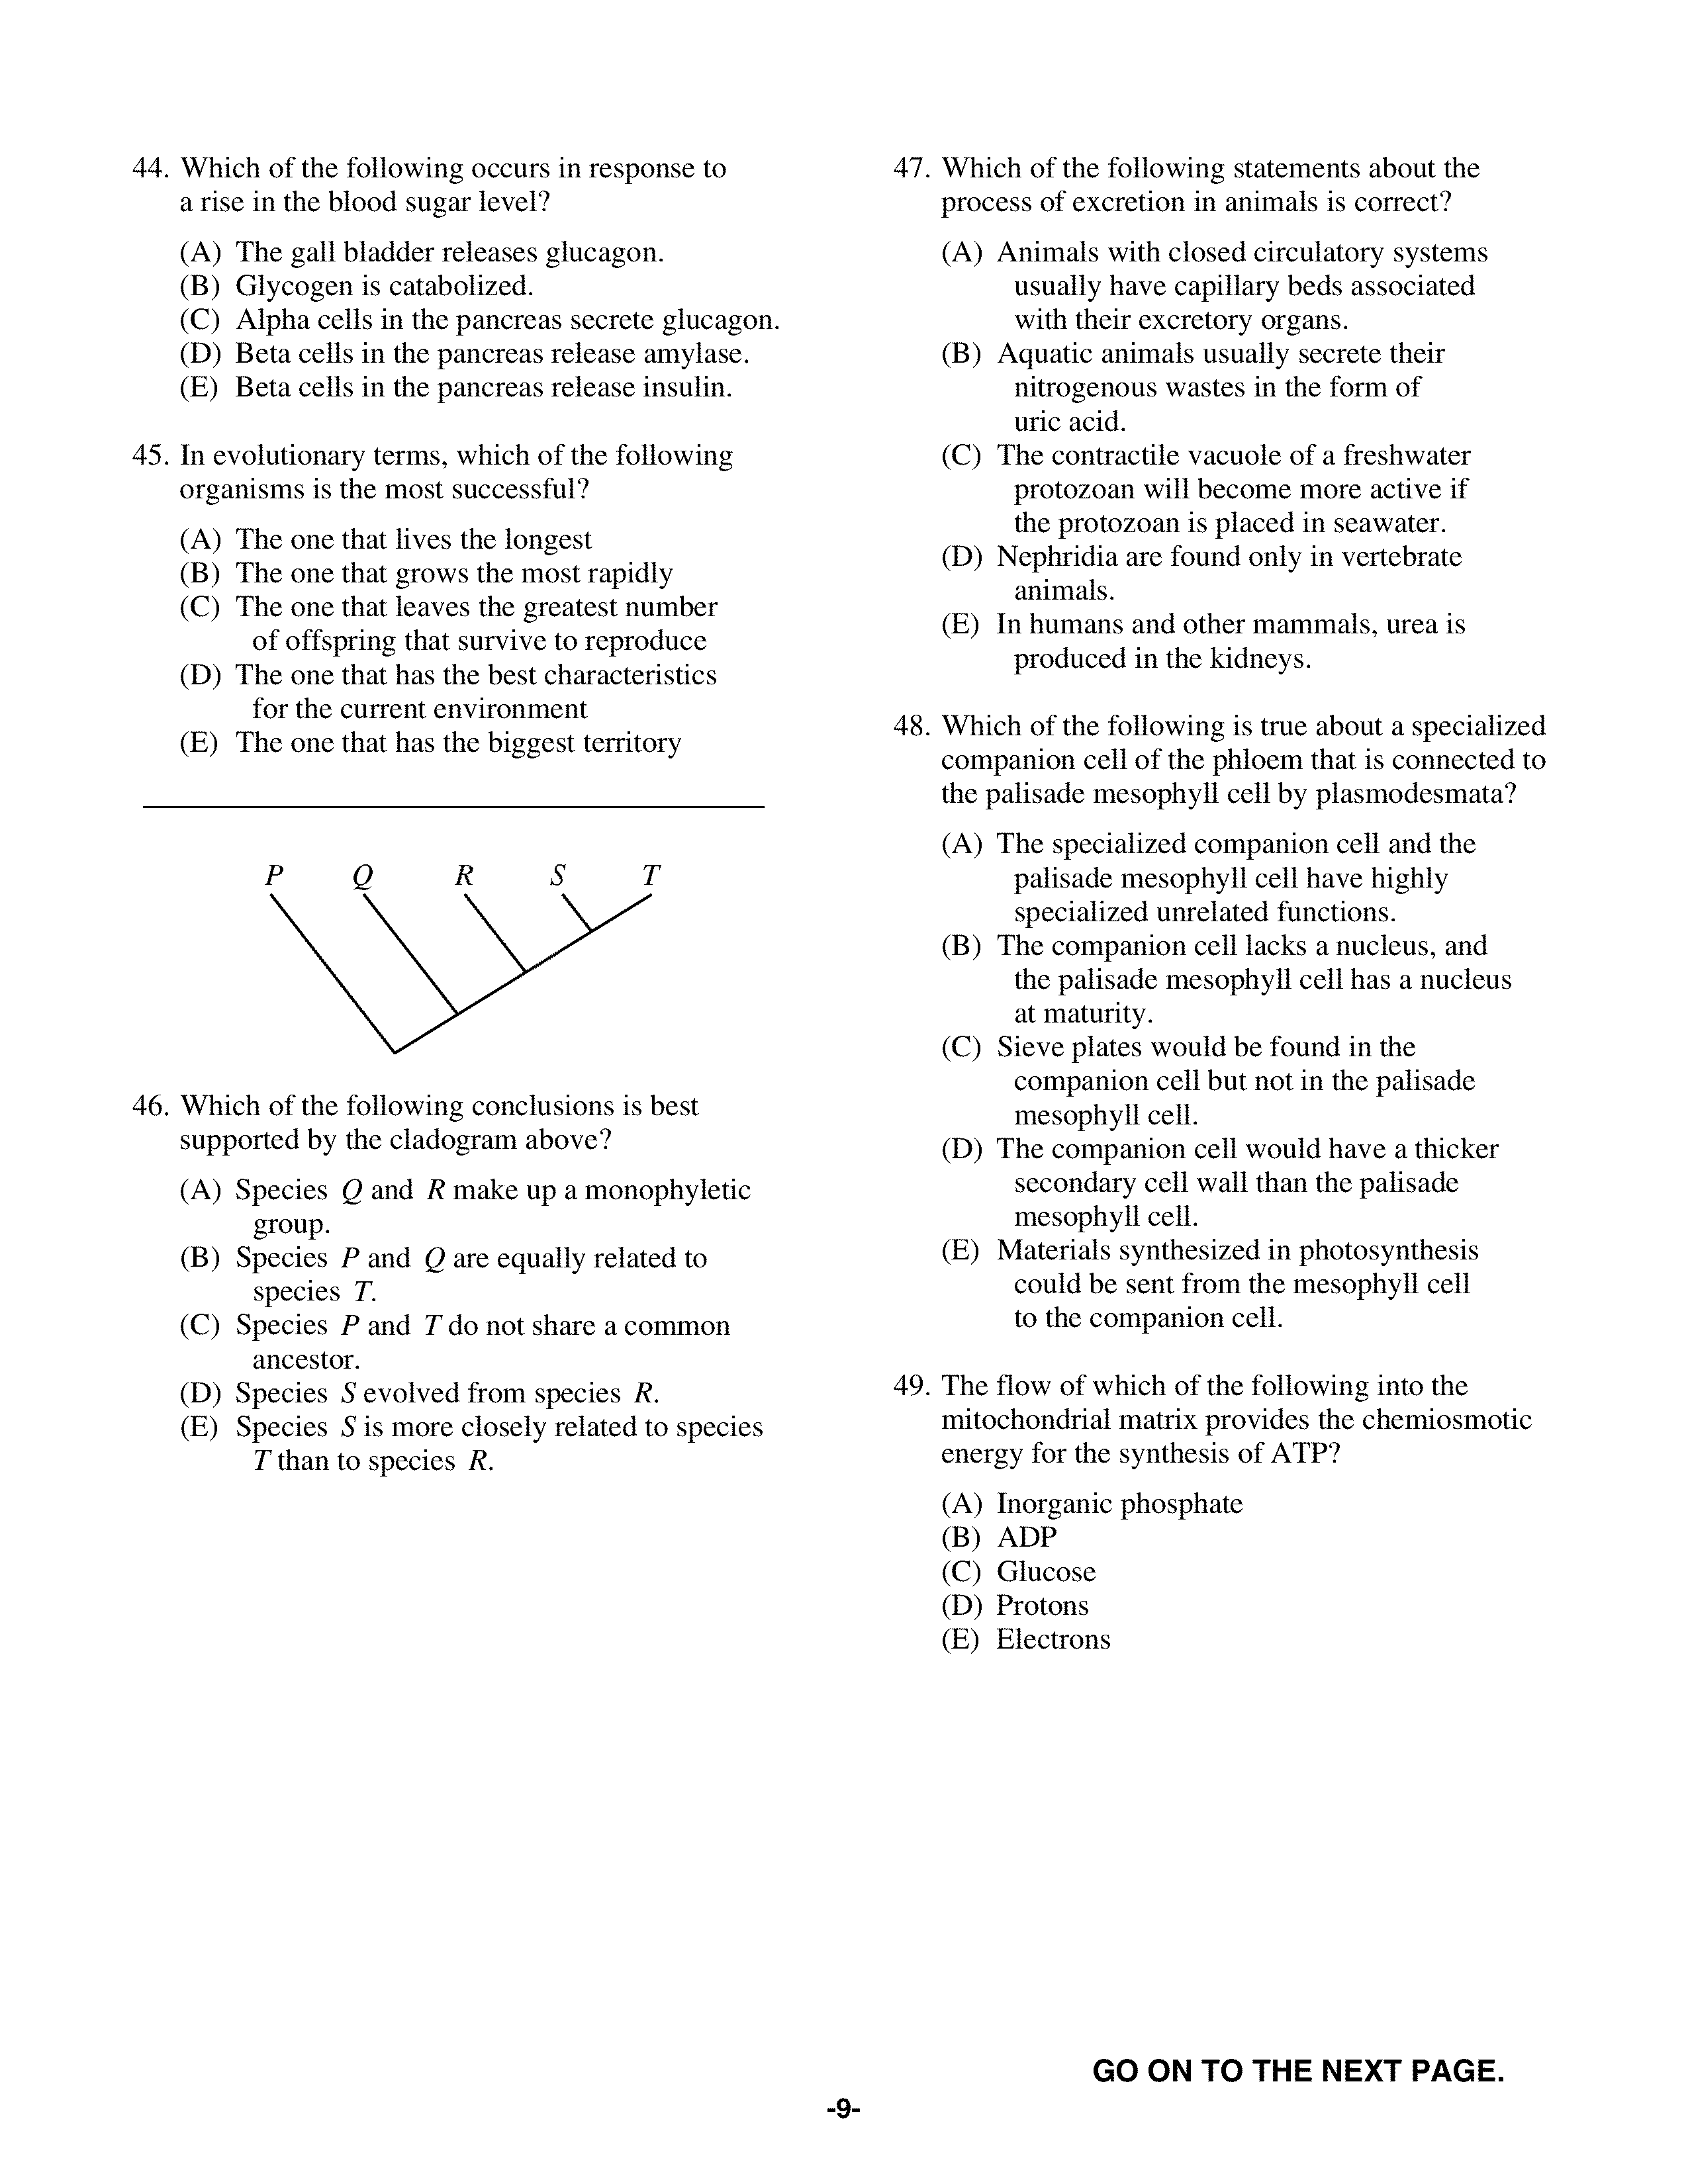 44. Which of the following occurs in response to
a rise in the blood sugar level?
(A) The gall bladder releases glucagon.
(B) Glycogen is catabolized.
(C) Alpha cells in the pancreas secrete glucagon.
(D) Beta cells in the pancreas release amylase.
(E) Beta cells in the pancreas release insulin.
45. In evolutionary terms, which of the following
organisms is the most successful?
(A) The one that lives the longest
(B) The one that grows the most rapidly
(C) The one that leaves the greatest number
of offspring that survive to reproduce
(D) The one that has the best characteristics
for the current environment
(E) The one that has the biggest territory
P Q R S T
46. Which of the following conclusions is best
supported by the cladogram above?
(A) Species Q and R make up a monophyletic
group.
(B) Species P and Q are equally related to
species T.
(C) Species P and T do not share a common
ancestor.
(D) Species S evolved from species R.
(E) Species S is more closely related to species
T than to species R.
47. Which of the following statements about the
process of excretion in animals is correct?
(A) Animals with closed circulatory systems
usually have capillary beds associated
with their excretory organs.
(B) Aquatic animals usually secrete their
nitrogenous wastes in the form of
uric acid.
(C) The contractile vacuole of a freshwater
protozoan will become more active if
the protozoan is placed in seawater.
(D) Nephridia are found only in vertebrate
animals.
(E) In humans and other mammals, urea is
produced in the kidneys.
48. Which of the following is true about a specialized
companion cell of the phloem that is connected to
the palisade mesophyll cell by plasmodesmata?
(A) The specialized companion cell and the
palisade mesophyll cell have highly
specialized unrelated functions.
(B) The companion cell lacks a nucleus, and
the palisade mesophyll cell has a nucleus
at maturity.
(C) Sieve plates would be found in the
companion cell but not in the palisade
mesophyll cell.
(D) The companion cell would have a thicker
secondary cell wall than the palisade
mesophyll cell.
(E) Materials synthesized in photosynthesis
could be sent from the mesophyll cell
to the companion cell.
49. The flow of which of the following into the
mitochondrial matrix provides the chemiosmotic
energy for the synthesis of ATP?
(A) Inorganic phosphate
(B) ADP
(C) Glucose
(D) Protons
(E) Electrons
GO ON TO THE NEXT PAGE.
-9-